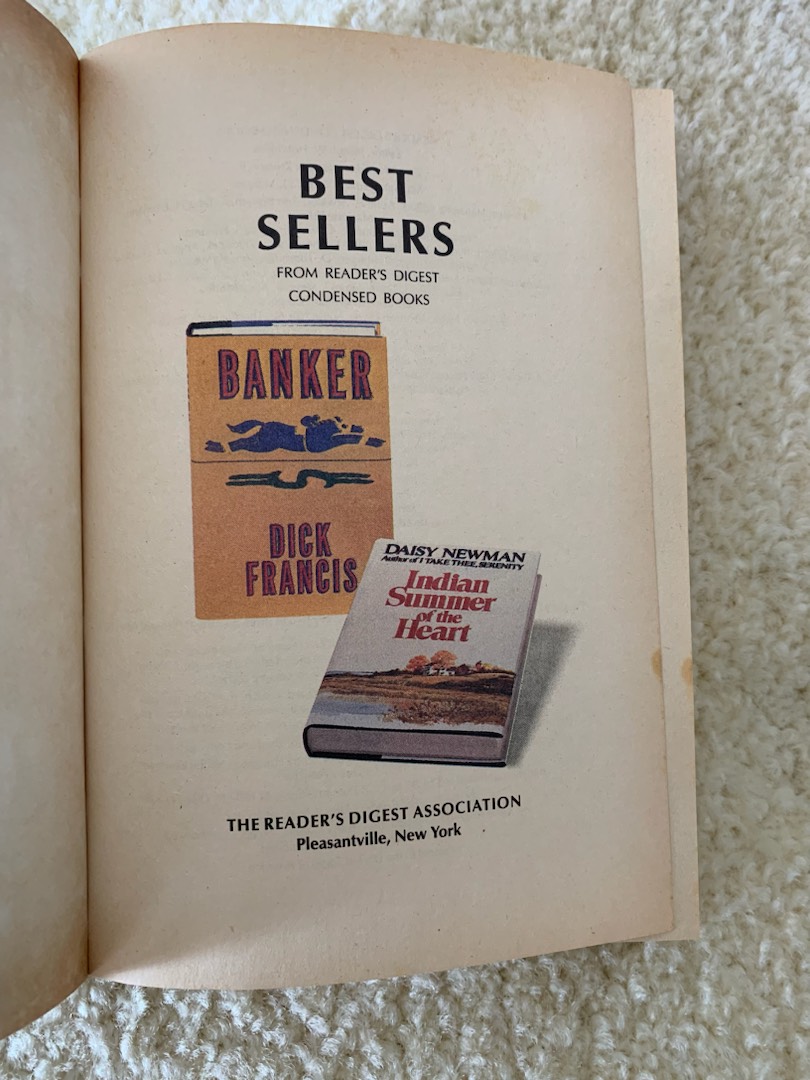 BEST
SELLERS
FROM READER'S DIGEST
CONDENSED BOOKS
BANKER
DICK
FRANCIS
DAISY NEWMAN
Author of I TAKE THEE, SERENITY
Indian
Summer
of the
Heart
THE READER'S DIGEST ASSOCIATION
Pleasantville, New York